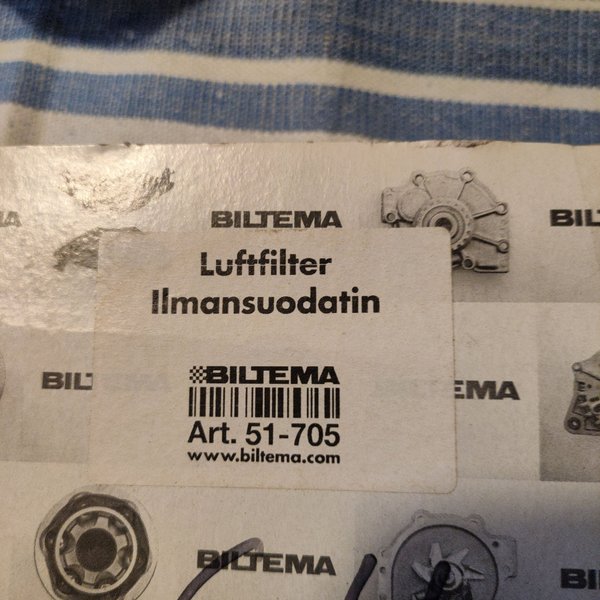 BILTEMA
Luftfilter
Ilmansuodatin
BILTEMA
Art. 51-705
www.biltema.com
BILTEMA